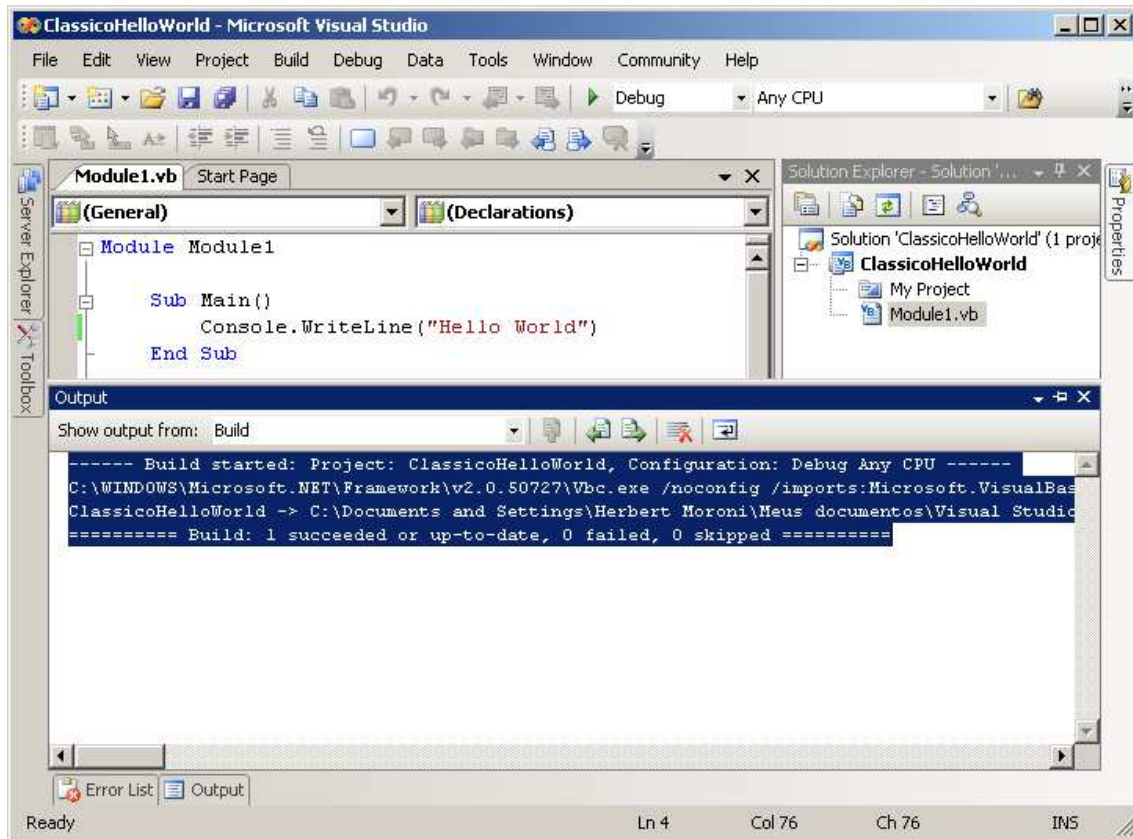 ClassicoHelloWorld - Microsoft Visual Studio
File Edit View Project Build Debug Data Tools Window Community Help
Debug Any CPU
Module1.vb Start Page
Solution Explorer - Solution '...
(General) (Declarations)
Server Explorer
Toolbox
Properties
Module Module1
Sub Main()
Console.WriteLine("Hello World")
End Sub
Solution 'ClassicoHelloWorld' (1 proje
ClassicoHelloWorld
My Project
Module1.vb
Output
Show output from: Build
------ Build started: Project: ClassicoHelloWorld, Configuration: Debug Any CPU ------
C:\WINDOWS\Microsoft.NET\Framework\v2.0.50727\Vbc.exe /noconfig /imports:Microsoft.VisualBas
ClassicoHelloWorld -> C:\Documents and Settings\Herbert Moroni\Meus documentos\Visual Studio
========== Build: 1 succeeded or up-to-date, 0 failed, 0 skipped ==========
Error List Output
Ready Ln 4 Col 76 Ch 76 INS